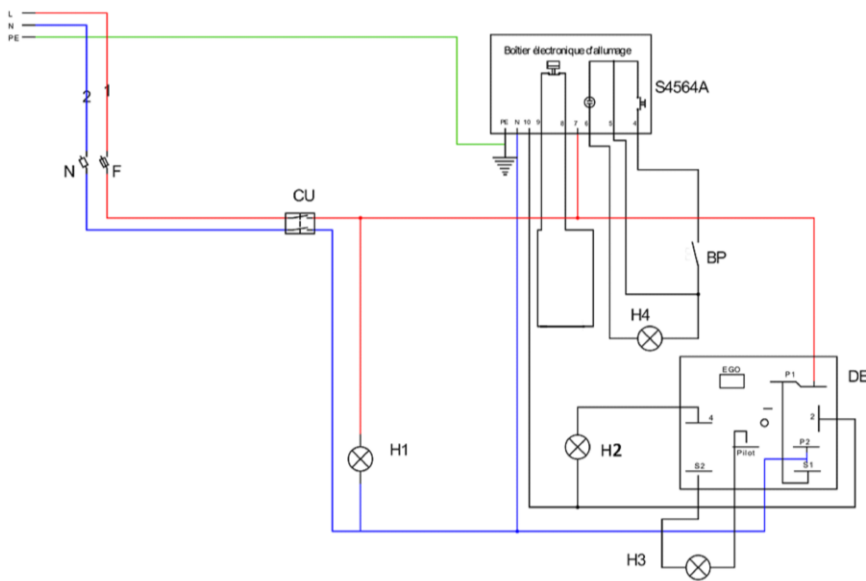 L
N
PE
Boîtier électronique d'allumage
S4564A
PE N 10 9 8 7 6 5 4
2 1
N F
CU
BP
H4
EGO P1
DE
4 2
P2
Pilot
S2 S1
H1
H2
H3